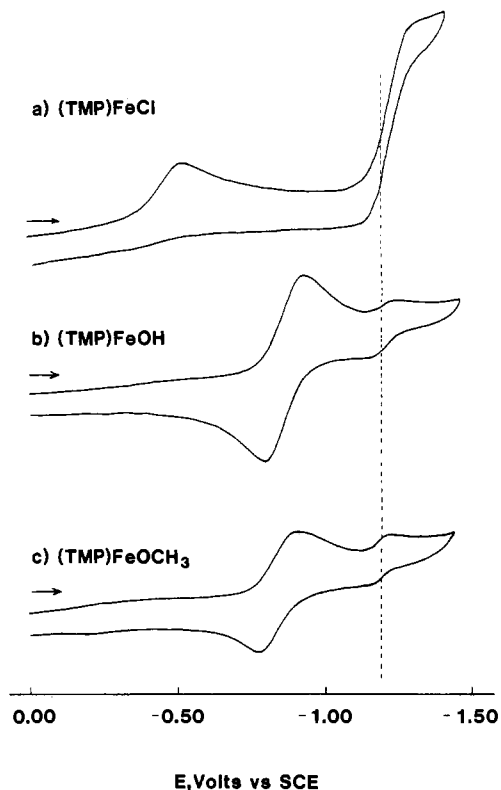 a) (TMP)FeCl
b) (TMP)FeOH
c) (TMP)FeOCH₃
0.00 -0.50 -1.00 -1.50
E,Volts vs SCE